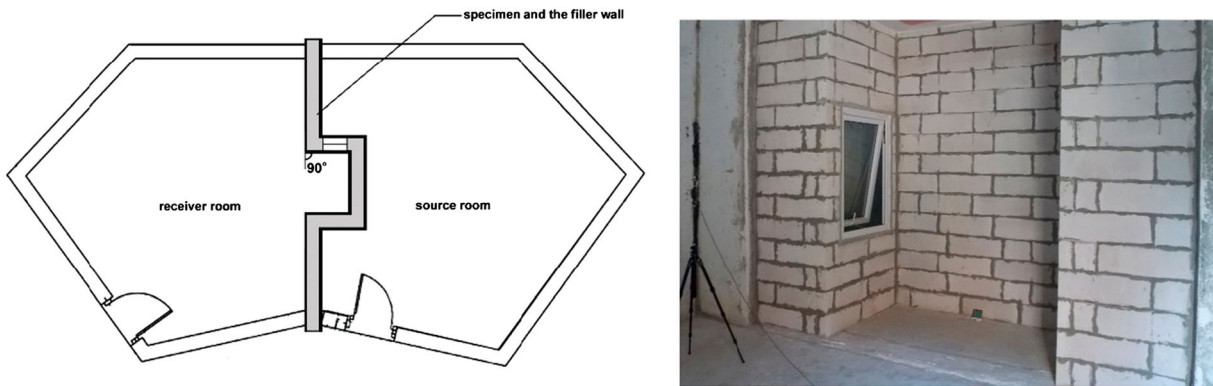 specimen and the filler wall
90°
receiver room
source room